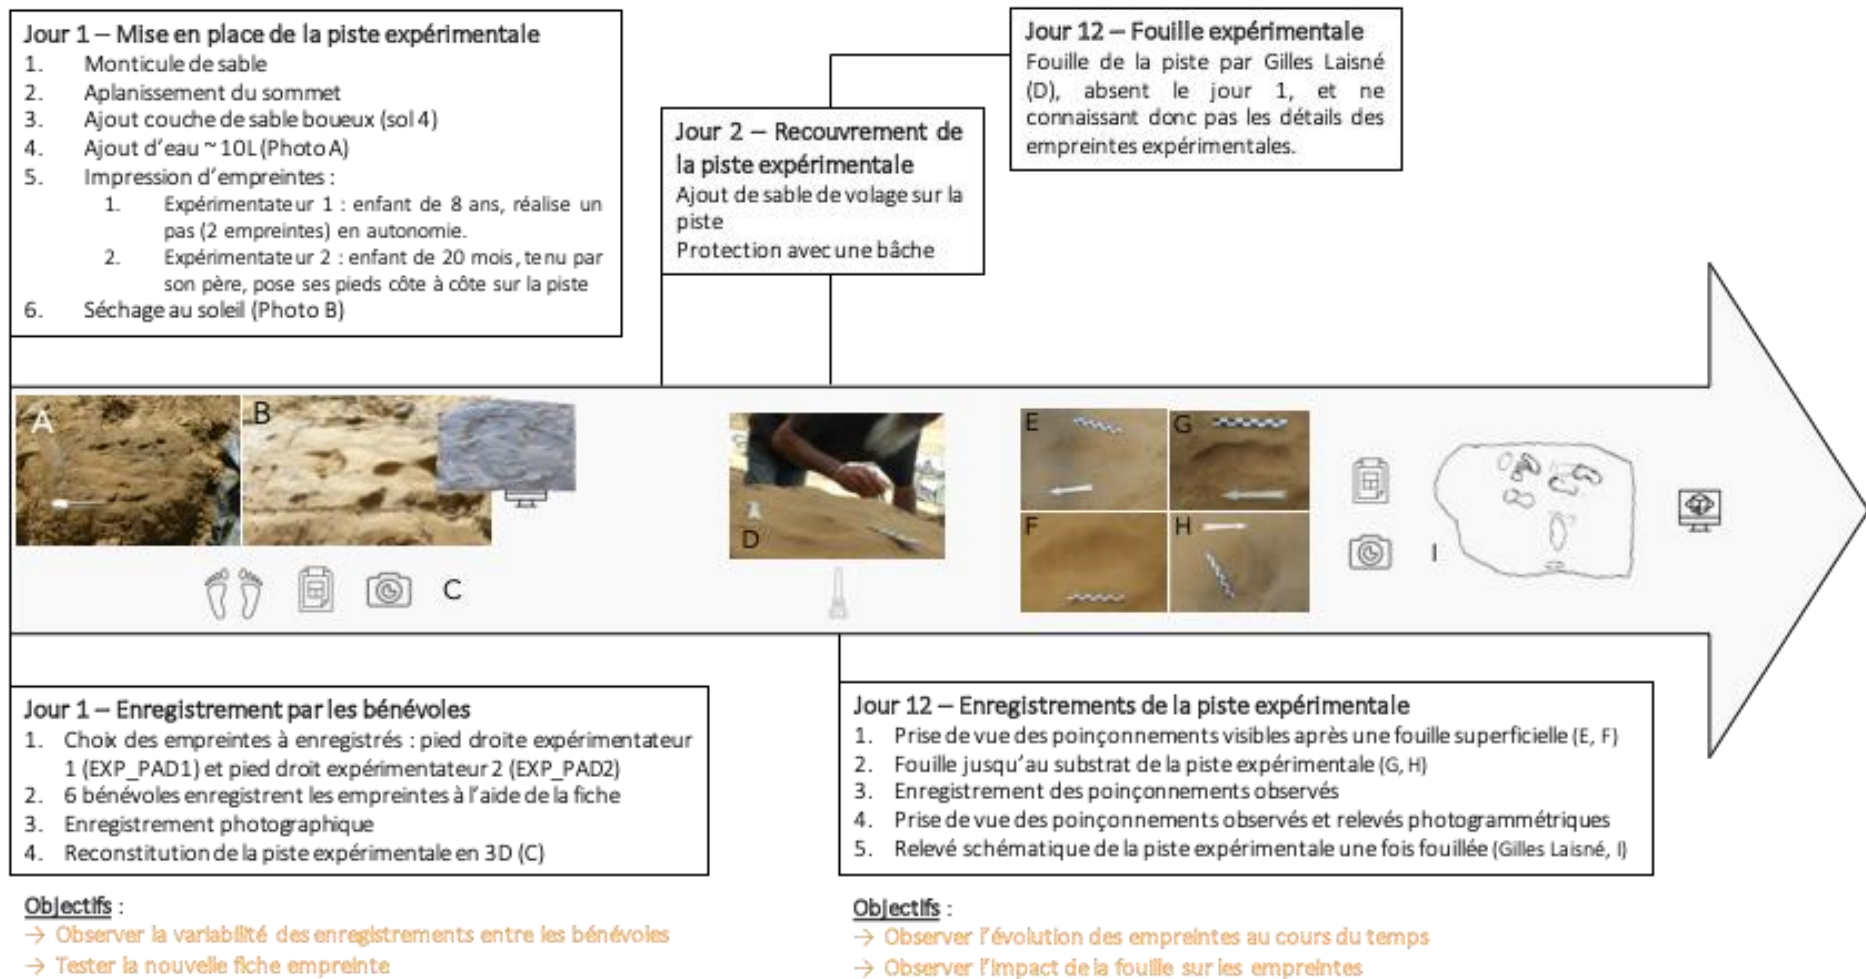 Jour 1 – Mise en place de la piste expérimentale
1. Monticule de sable
2. Aplanissement du sommet
3. Ajout couche de sable boueux (sol 4)
4. Ajout d'eau ~ 10L (Photo A)
5. Impression d'empreintes :
1. Expérimentateur 1 : enfant de 8 ans, réalise un
pas (2 empreintes) en autonomie.
2. Expérimentateur 2 : enfant de 20 mois, tenu par
son père, pose ses pieds côte à côte sur la piste
6. Séchage au soleil (Photo B)
Jour 2 – Recouvrement de
la piste expérimentale
Ajout de sable de volage sur la
piste
Protection avec une bâche
Jour 12 – Fouille expérimentale
Fouille de la piste par Gilles Laisné
(D), absent le jour 1, et ne
connaissant donc pas les détails des
empreintes expérimentales.
A
B
C
D
E
G
F
H
I
Jour 1 – Enregistrement par les bénévoles
1. Choix des empreintes à enregistrés : pied droite expérimentateur
1 (EXP_PAD1) et pied droit expérimentateur 2 (EXP_PAD2)
2. 6 bénévoles enregistrent les empreintes à l'aide de la fiche
3. Enregistrement photographique
4. Reconstitution de la piste expérimentale en 3D (C)
Objectifs :
→ Observer la variabilité des enregistrements entre les bénévoles
→ Tester la nouvelle fiche empreinte
Jour 12 – Enregistrements de la piste expérimentale
1. Prise de vue des poinçonnements visibles après une fouille superficielle (E, F)
2. Fouille jusqu'au substrat de la piste expérimentale (G, H)
3. Enregistrement des poinçonnements observés
4. Prise de vue des poinçonnements observés et relevés photogrammétriques
5. Relevé schématique de la piste expérimentale une fois fouillée (Gilles Laisné, I)
Objectifs :
→ Observer l'évolution des empreintes au cours du temps
→ Observer l'impact de la fouille sur les empreintes